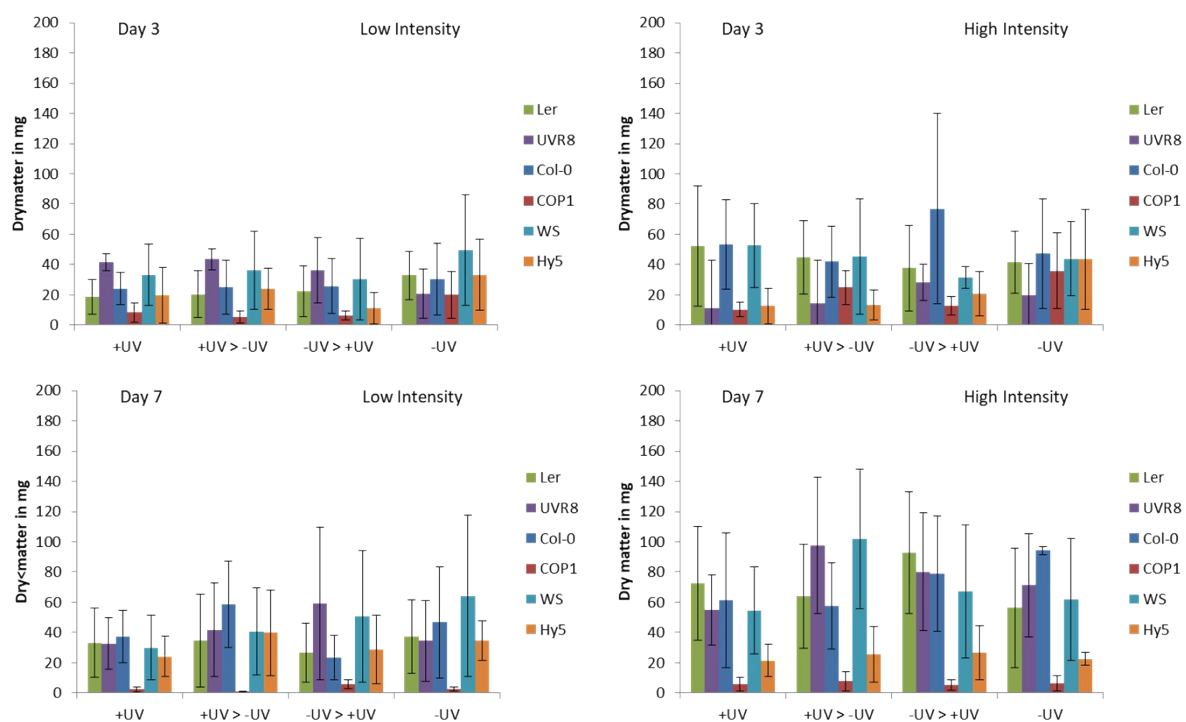 Day 3 Low Intensity
Drymatter in mg
200
180
160
140
120
100
80
60
40
20
0
+UV +UV > -UV -UV > +UV -UV
Ler
UVR8
Col-0
COP1
WS
Hy5
Day 3 High Intensity
Drymatter in mg
200
180
160
140
120
100
80
60
40
20
0
+UV +UV > -UV -UV > +UV -UV
Ler
UVR8
Col-0
COP1
WS
Hy5
Day 7 Low Intensity
Dry<matter in mg
200
180
160
140
120
100
80
60
40
20
0
+UV +UV > -UV -UV > +UV -UV
Ler
UVR8
Col-0
COP1
WS
Hy5
Day 7 High Intensity
Dry matter in mg
200
180
160
140
120
100
80
60
40
20
0
+UV +UV > -UV -UV > +UV -UV
Ler
UVR8
Col-0
COP1
WS
Hy5